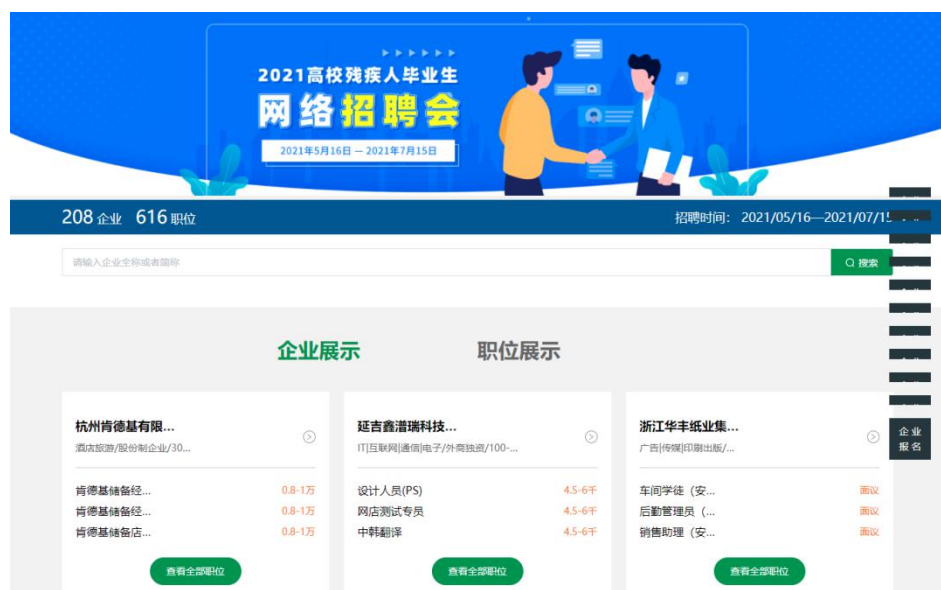 2021高校残疾人毕业生
网络招聘会
2021年5月16日 — 2021年7月15日
208 企业 616 职位
招聘时间： 2021/05/16—2021/07/15
请输入企业全称或者简称
搜索
企业展示
职位展示
企业
报名
杭州肯德基有限...
酒店旅游/股份制企业/30...
肯德基储备经... 0.8-1万
肯德基储备经... 0.8-1万
肯德基储备店... 0.8-1万
查看全部职位
延吉鑫潽瑞科技...
IT|互联网|通信|电子/外商独资/100-...
设计人员(PS) 4.5-6千
网店测试专员 4.5-6千
中韩翻译 4.5-6千
查看全部职位
浙江华丰纸业集...
广告|传媒|印刷出版/...
车间学徒（安... 面议
后勤管理员（... 面议
销售助理（安... 面议
查看全部职位